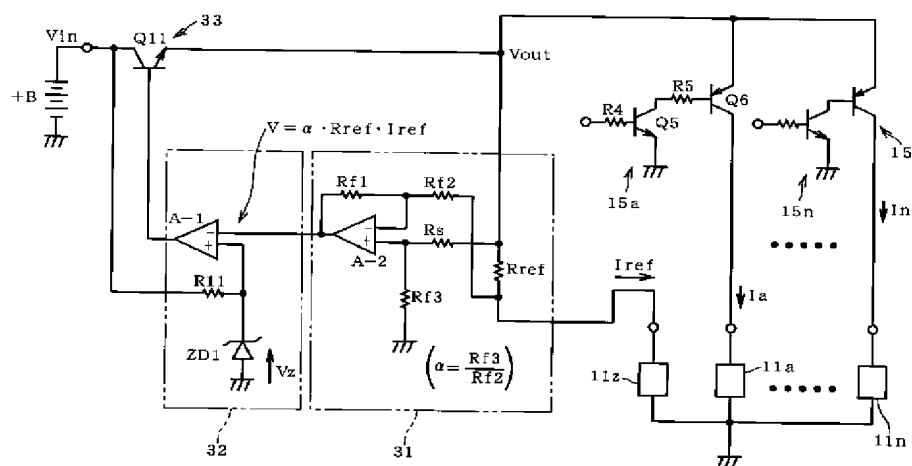 33
Vin
Q11
Vout
+B
V=α·Rref·Iref
R4
Q5
R5
Q6
15
15a
15n
In
A-1
Rf1
Rf2
Rs
A-2
Rref
R11
Rf3
Iref
Ia
ZD1
Vz
(α=Rf3/Rf2)
11z
11a
11n
32
31